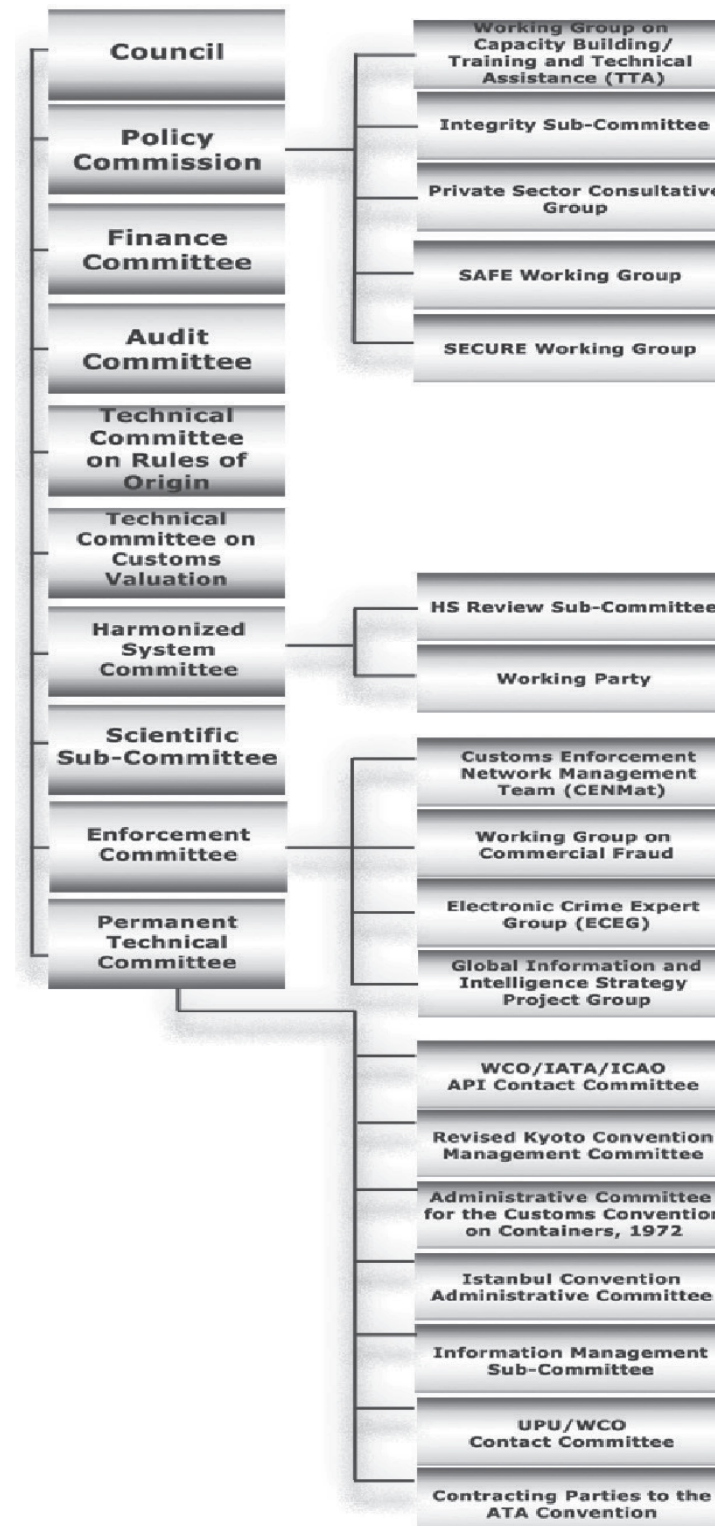 Council
Policy
Commission
Finance
Committee
Audit
Committee
Technical
Committee
on Rules of
Origin
Technical
Committee on
Customs
Valuation
Harmonized
System
Committee
Scientific
Sub-Committee
Enforcement
Committee
Permanent
Technical
Committee
Working Group on
Capacity Building/
Training and Technical
Assistance (TTA)
Integrity Sub-Committee
Private Sector Consultative
Group
SAFE Working Group
SECURE Working Group
HS Review Sub-Committee
Working Party
Customs Enforcement
Network Management
Team (CENMat)
Working Group on
Commercial Fraud
Electronic Crime Expert
Group (ECEG)
Global Information and
Intelligence Strategy
Project Group
WCO/IATA/ICAO
API Contact Committee
Revised Kyoto Convention
Management Committee
Administrative Committee
for the Customs Convention
on Containers, 1972
Istanbul Convention
Administrative Committee
Information Management
Sub-Committee
UPU/WCO
Contact Committee
Contracting Parties to the
ATA Convention